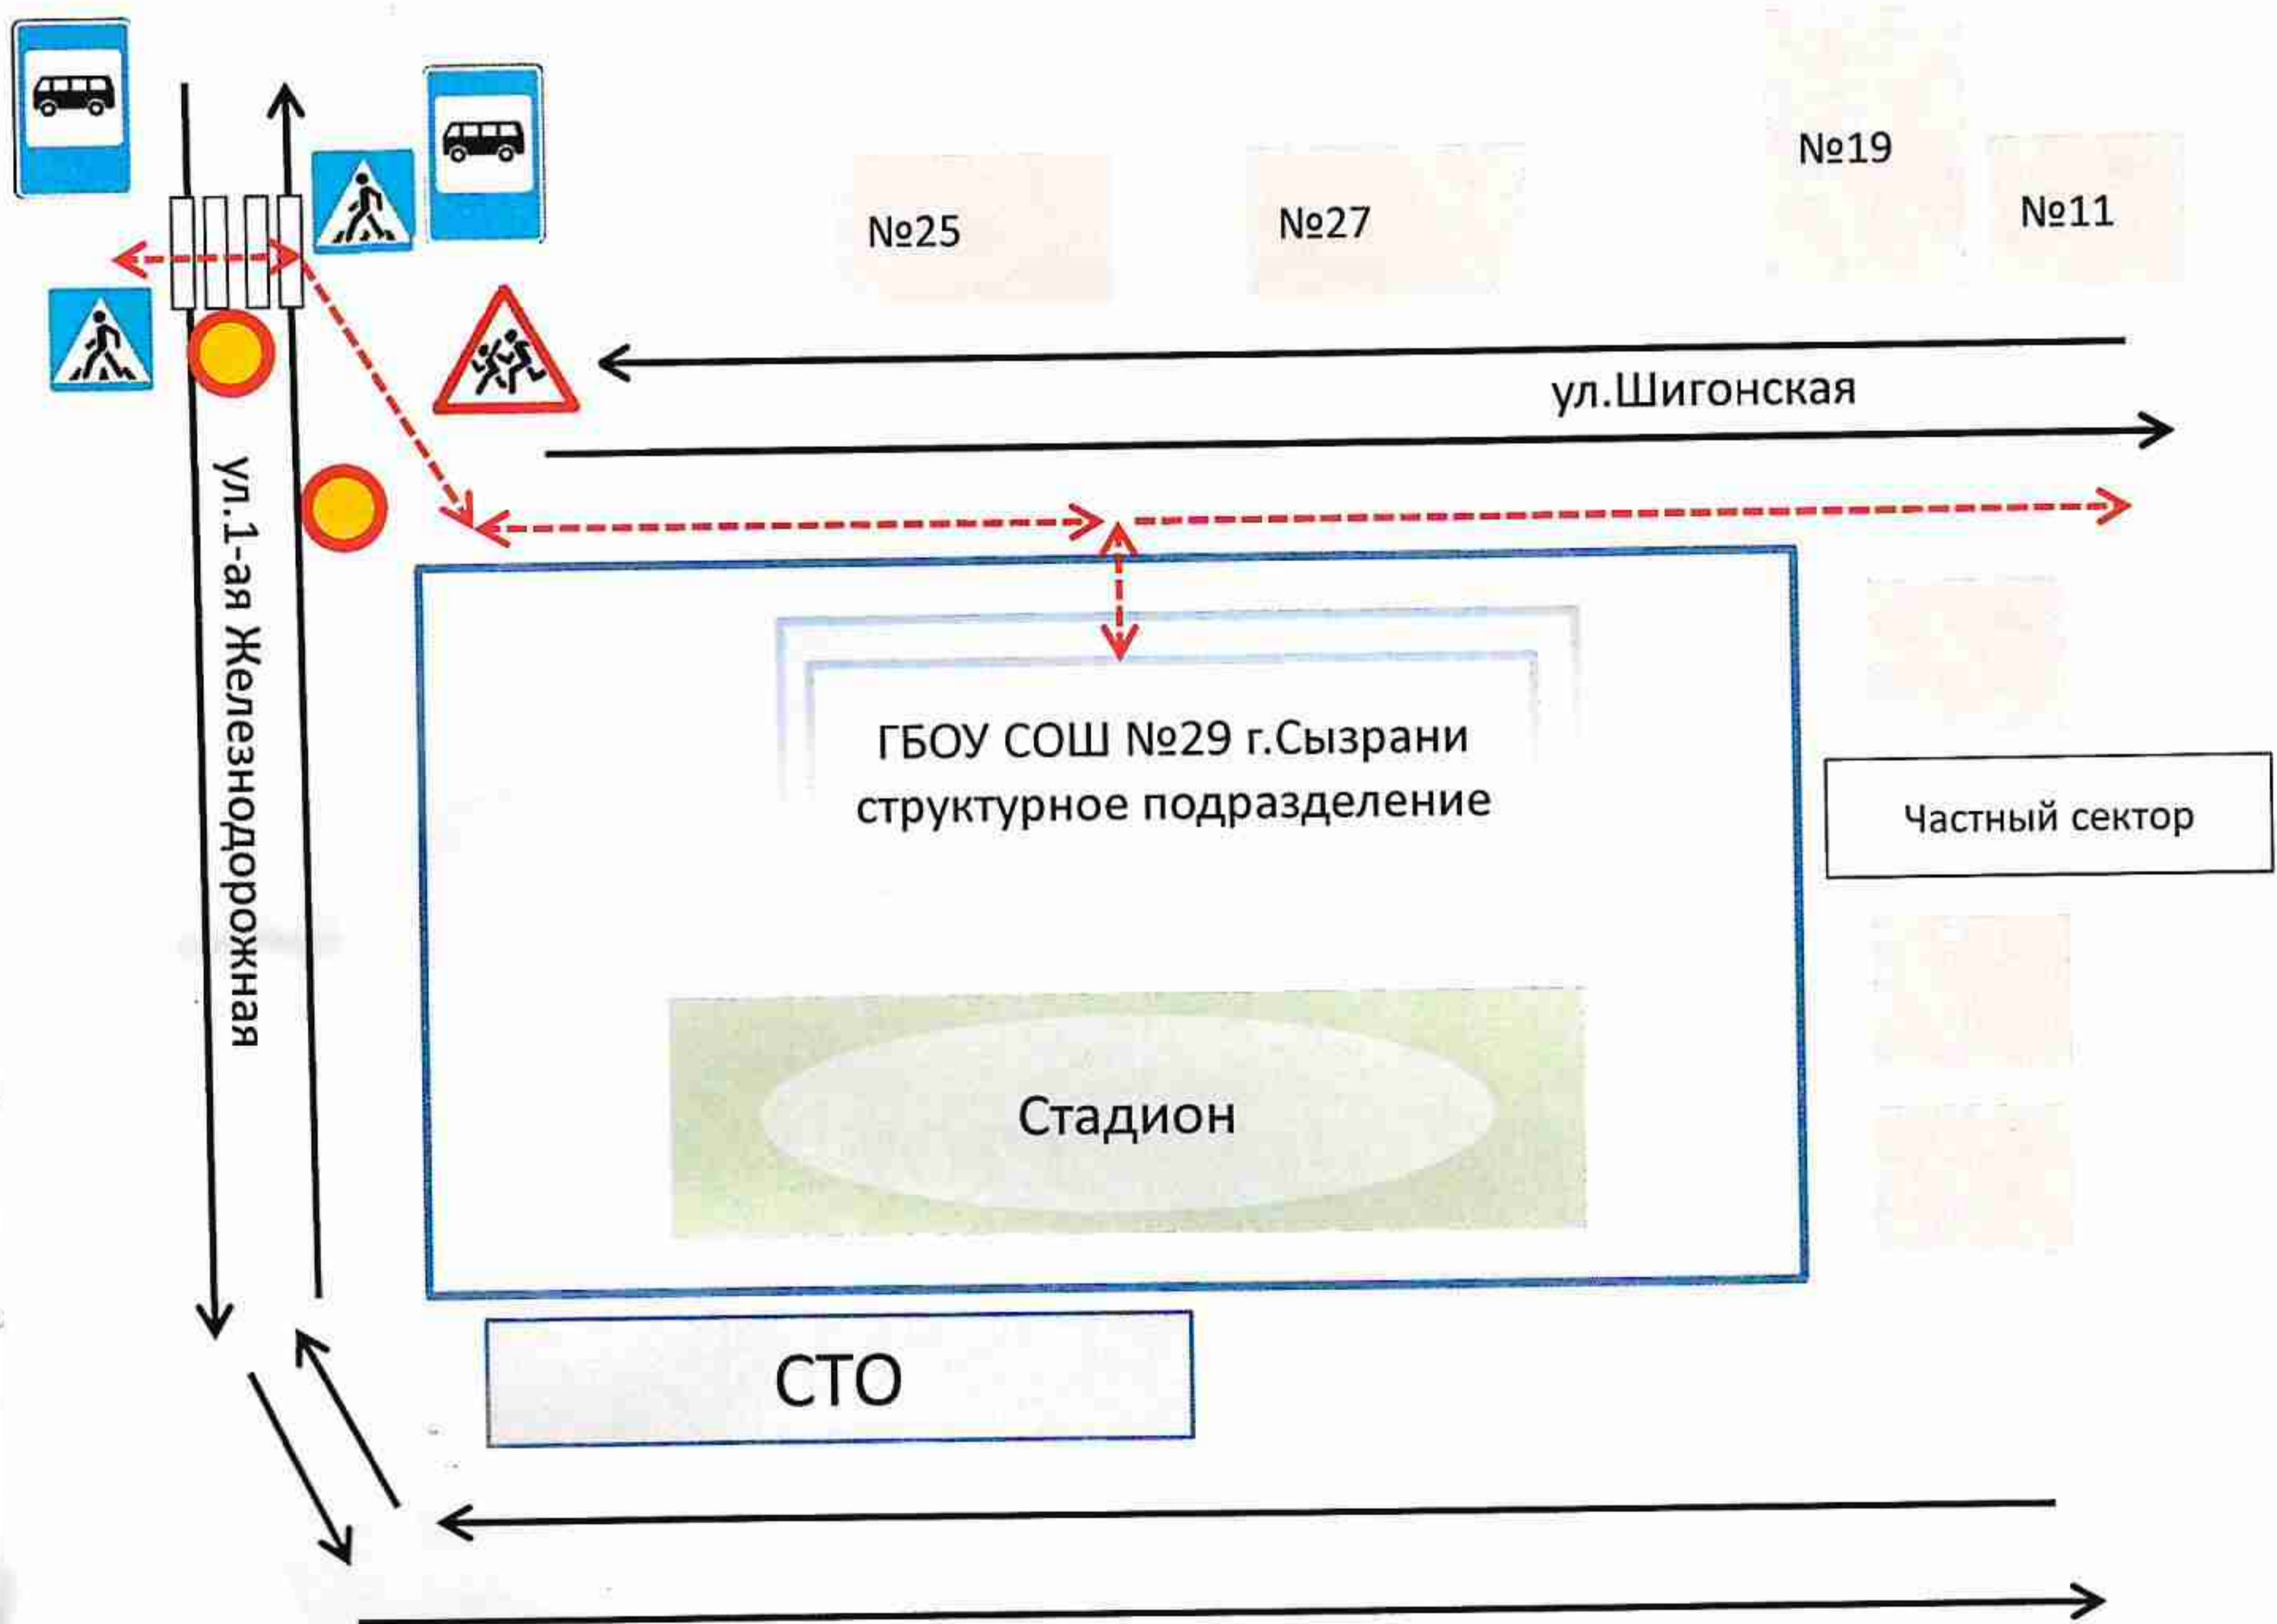 №19
№11
№25
№27
ул.Шигонская
ул.1-ая Железнодорожная
ГБОУ СОШ №29 г.Сызрани
структурное подразделение
Частный сектор
Стадион
СТО